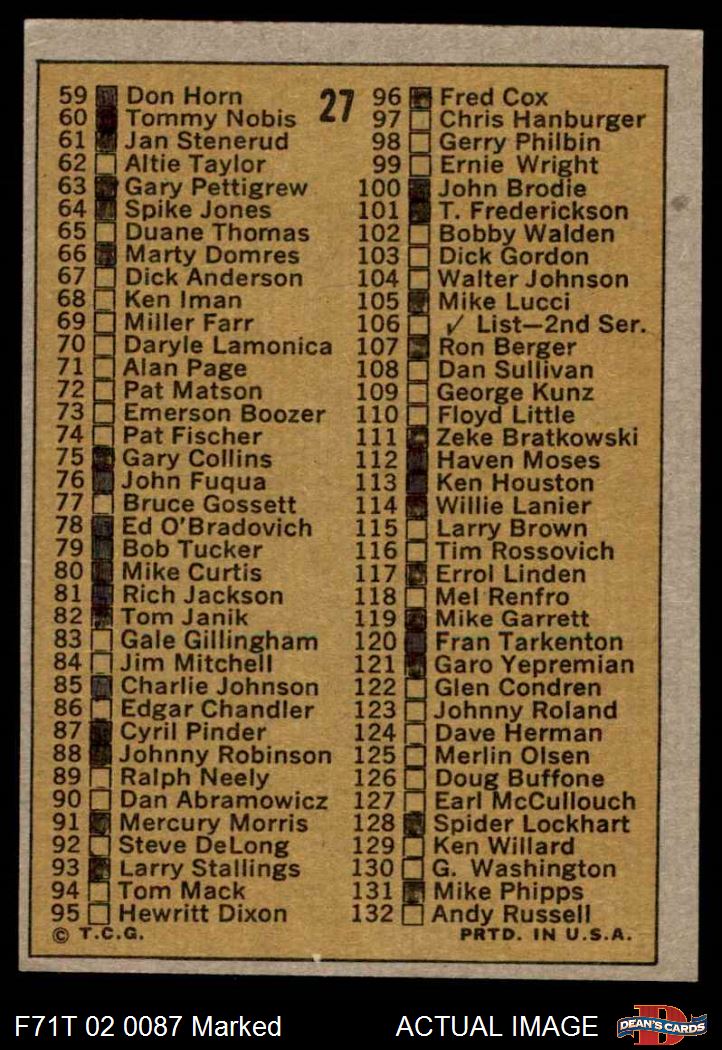 27
59 Don Horn
60 Tommy Nobis
61 Jan Stenerud
62 Altie Taylor
63 Gary Pettigrew
64 Spike Jones
65 Duane Thomas
66 Marty Domres
67 Dick Anderson
68 Ken Iman
69 Miller Farr
70 Daryle Lamonica
71 Alan Page
72 Pat Matson
73 Emerson Boozer
74 Pat Fischer
75 Gary Collins
76 John Fuqua
77 Bruce Gossett
78 Ed O'Bradovich
79 Bob Tucker
80 Mike Curtis
81 Rich Jackson
82 Tom Janik
83 Gale Gillingham
84 Jim Mitchell
85 Charlie Johnson
86 Edgar Chandler
87 Cyril Pinder
88 Johnny Robinson
89 Ralph Neely
90 Dan Abramowicz
91 Mercury Morris
92 Steve DeLong
93 Larry Stallings
94 Tom Mack
95 Hewritt Dixon
© T.C.G.
96 Fred Cox
97 Chris Hanburger
98 Gerry Philbin
99 Ernie Wright
100 John Brodie
101 T. Frederickson
102 Bobby Walden
103 Dick Gordon
104 Walter Johnson
105 Mike Lucci
106 ✓ List—2nd Ser.
107 Ron Berger
108 Dan Sullivan
109 George Kunz
110 Floyd Little
111 Zeke Bratkowski
112 Haven Moses
113 Ken Houston
114 Willie Lanier
115 Larry Brown
116 Tim Rossovich
117 Errol Linden
118 Mel Renfro
119 Mike Garrett
120 Fran Tarkenton
121 Garo Yepremian
122 Glen Condren
123 Johnny Roland
124 Dave Herman
125 Merlin Olsen
126 Doug Buffone
127 Earl McCullouch
128 Spider Lockhart
129 Ken Willard
130 G. Washington
131 Mike Phipps
132 Andy Russell
PRTD. IN U.S.A.
F71T 02 0087 Marked
ACTUAL IMAGE
DEAN'S CARDS